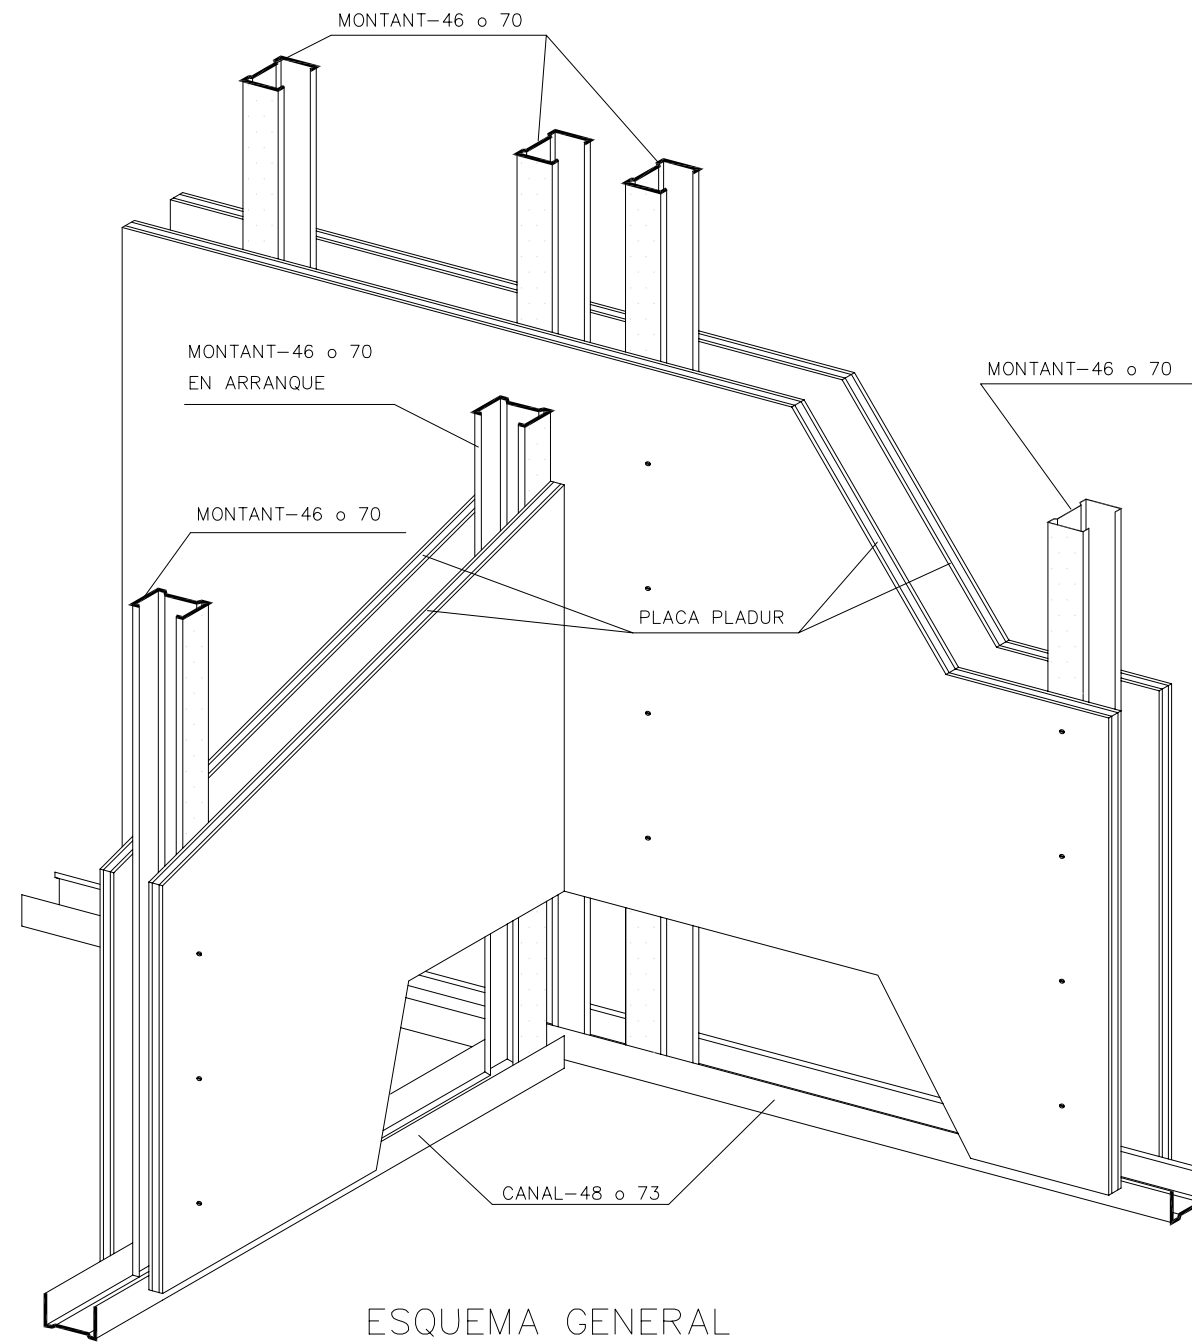 MONTANT-46 o 70
MONTANT-46 o 70
EN ARRANQUE
MONTANT-46 o 70
MONTANT-46 o 70
PLACA PLADUR
CANAL-48 o 73
ESQUEMA GENERAL